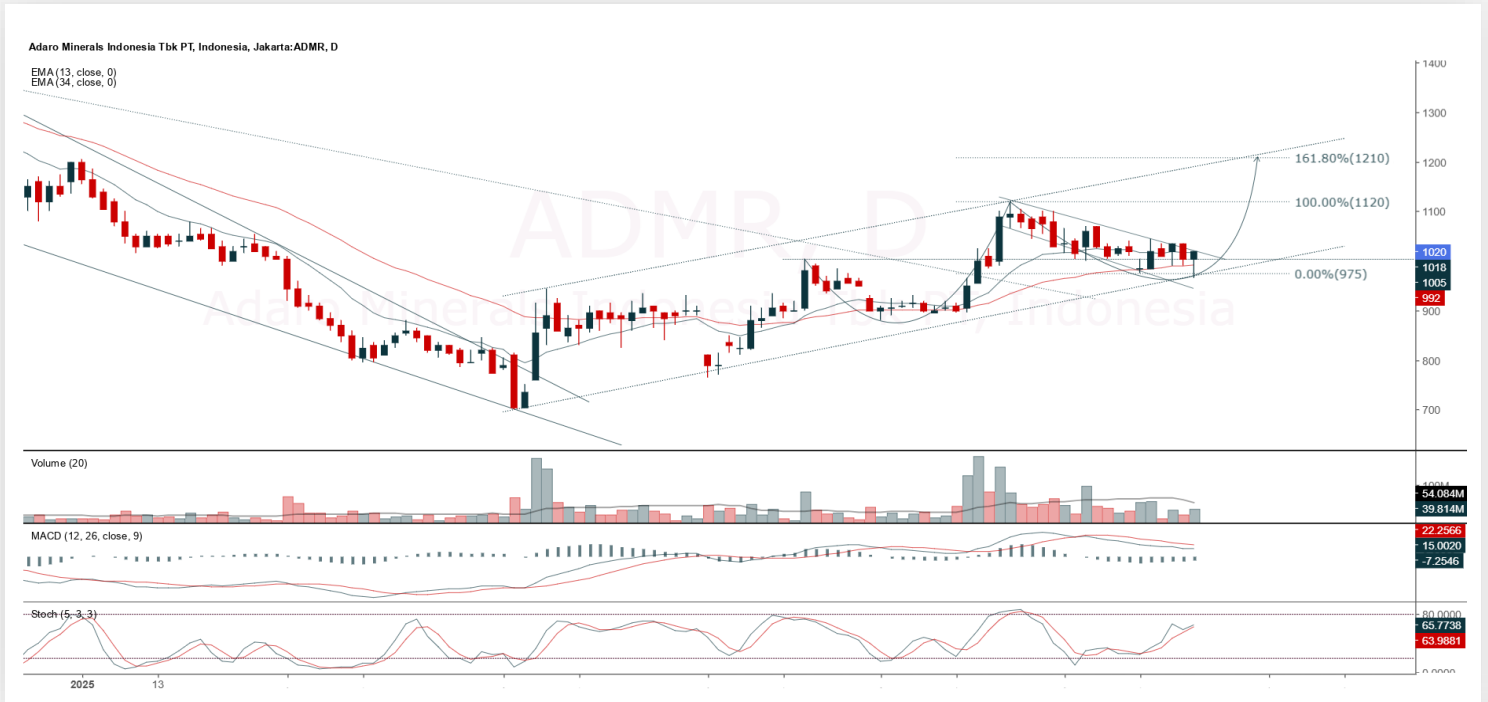 Adaro Minerals Indonesia Tbk PT, Indonesia, Jakarta:ADMR, D
EMA (13, close, 0)
EMA (34, close, 0)
ADMR, D
Adaro Minerals Indonesia Tbk PT, Indonesia
1400
1300
1200
1100
1020
1018
1005
992
900
800
700
161.80%(1210)
100.00%(1120)
0.00%(975)
Volume (20)
100M
54.084M
39.814M
MACD (12, 26, close, 9)
22.2566
15.0020
-7.2546
Stoch (5, 3, 3)
80.0000
65.7738
63.9881
0.0000
2025
13